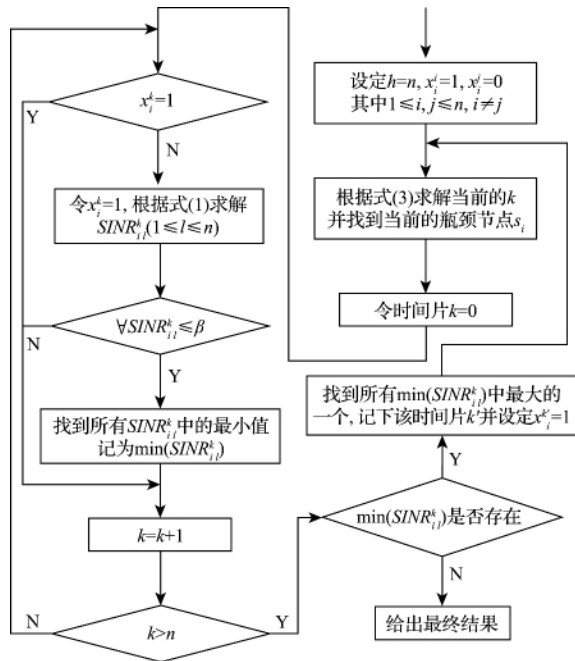 设定h=n, x_i^i=1, x_i^j=0
其中1≤i, j≤n, i≠j
根据式(3)求解当前的k
并找到当前的瓶颈节点s_i
令时间片k=0
x_i^k=1
Y
N
令x_i^k=1, 根据式(1)求解
SINR_{il}^k(1≤l≤n)
∀SINR_{il}^k≤β
N
Y
找到所有SINR_{il}^k中的最小值
记为min(SINR_{il}^k)
k=k+1
k>n
N
Y
min(SINR_{il}^k)是否存在
Y
N
找到所有min(SINR_{il}^k)中最大的
一个, 记下该时间片k'并设定x_i^{k'}=1
给出最终结果